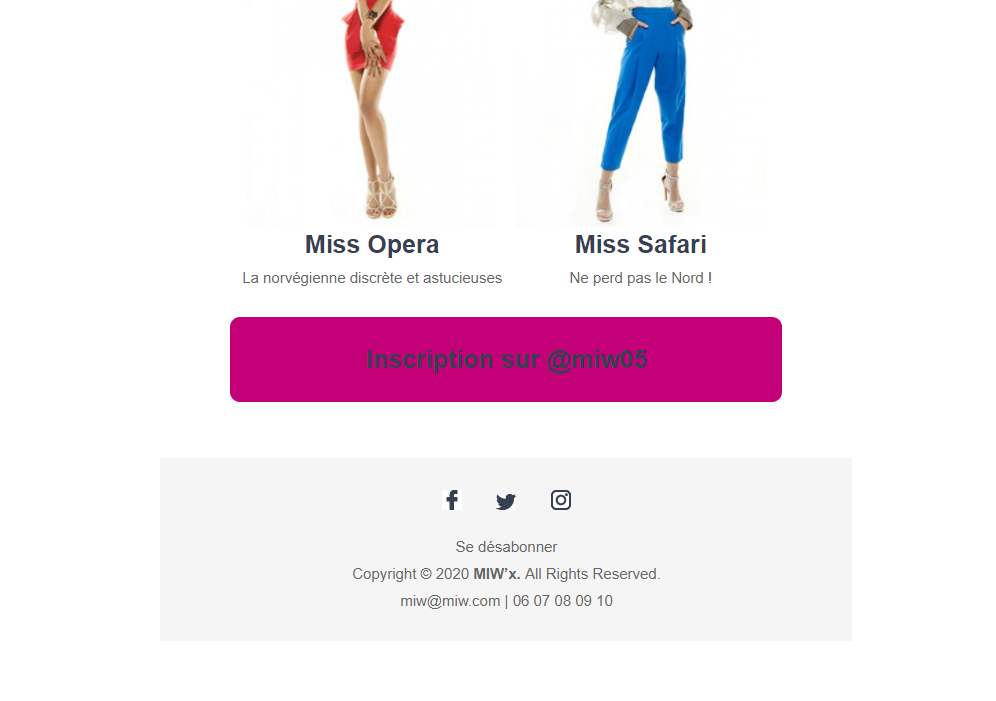 Miss Opera
La norvégienne discrète et astucieuses
Miss Safari
Ne perd pas le Nord !
Inscription sur @miw05
Se désabonner
Copyright © 2020 MIW’x. All Rights Reserved.
miw@miw.com | 06 07 08 09 10